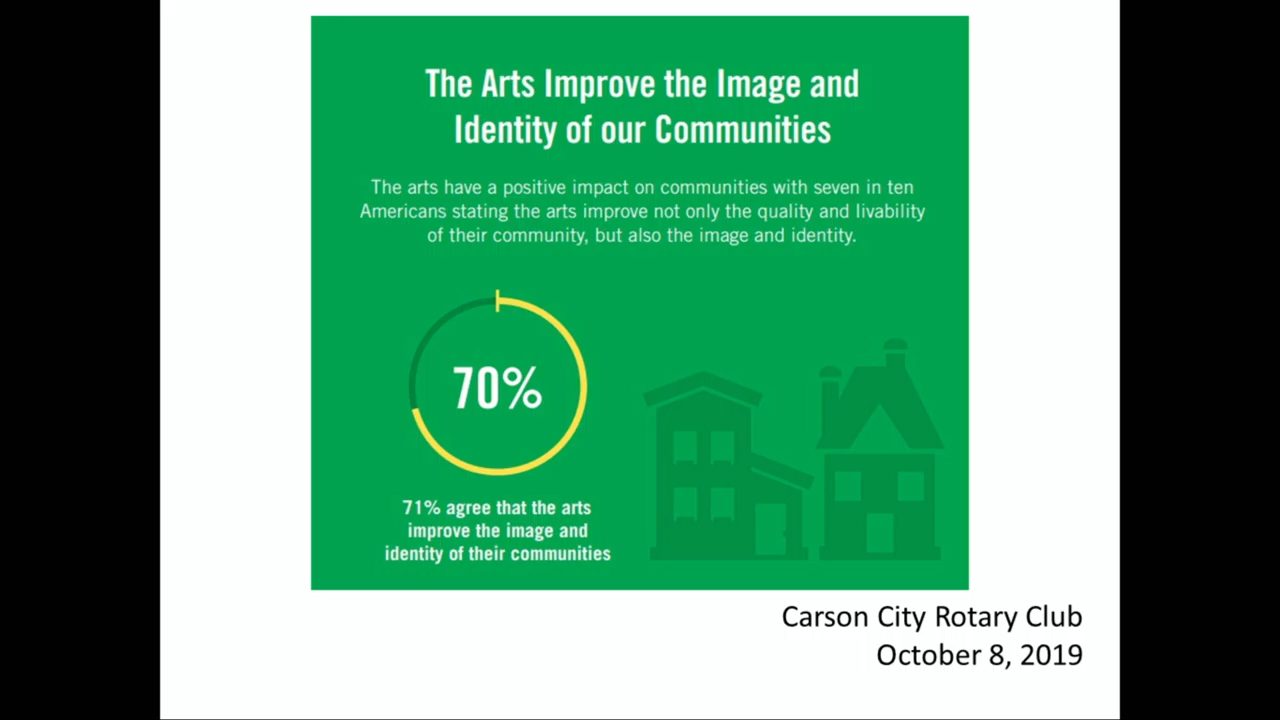 The Arts Improve the Image and
Identity of our Communities
The arts have a positive impact on communities with seven in ten
Americans stating the arts improve not only the quality and livability
of their community, but also the image and identity.
70%
71% agree that the arts
improve the image and
identity of their communities
Carson City Rotary Club
October 8, 2019